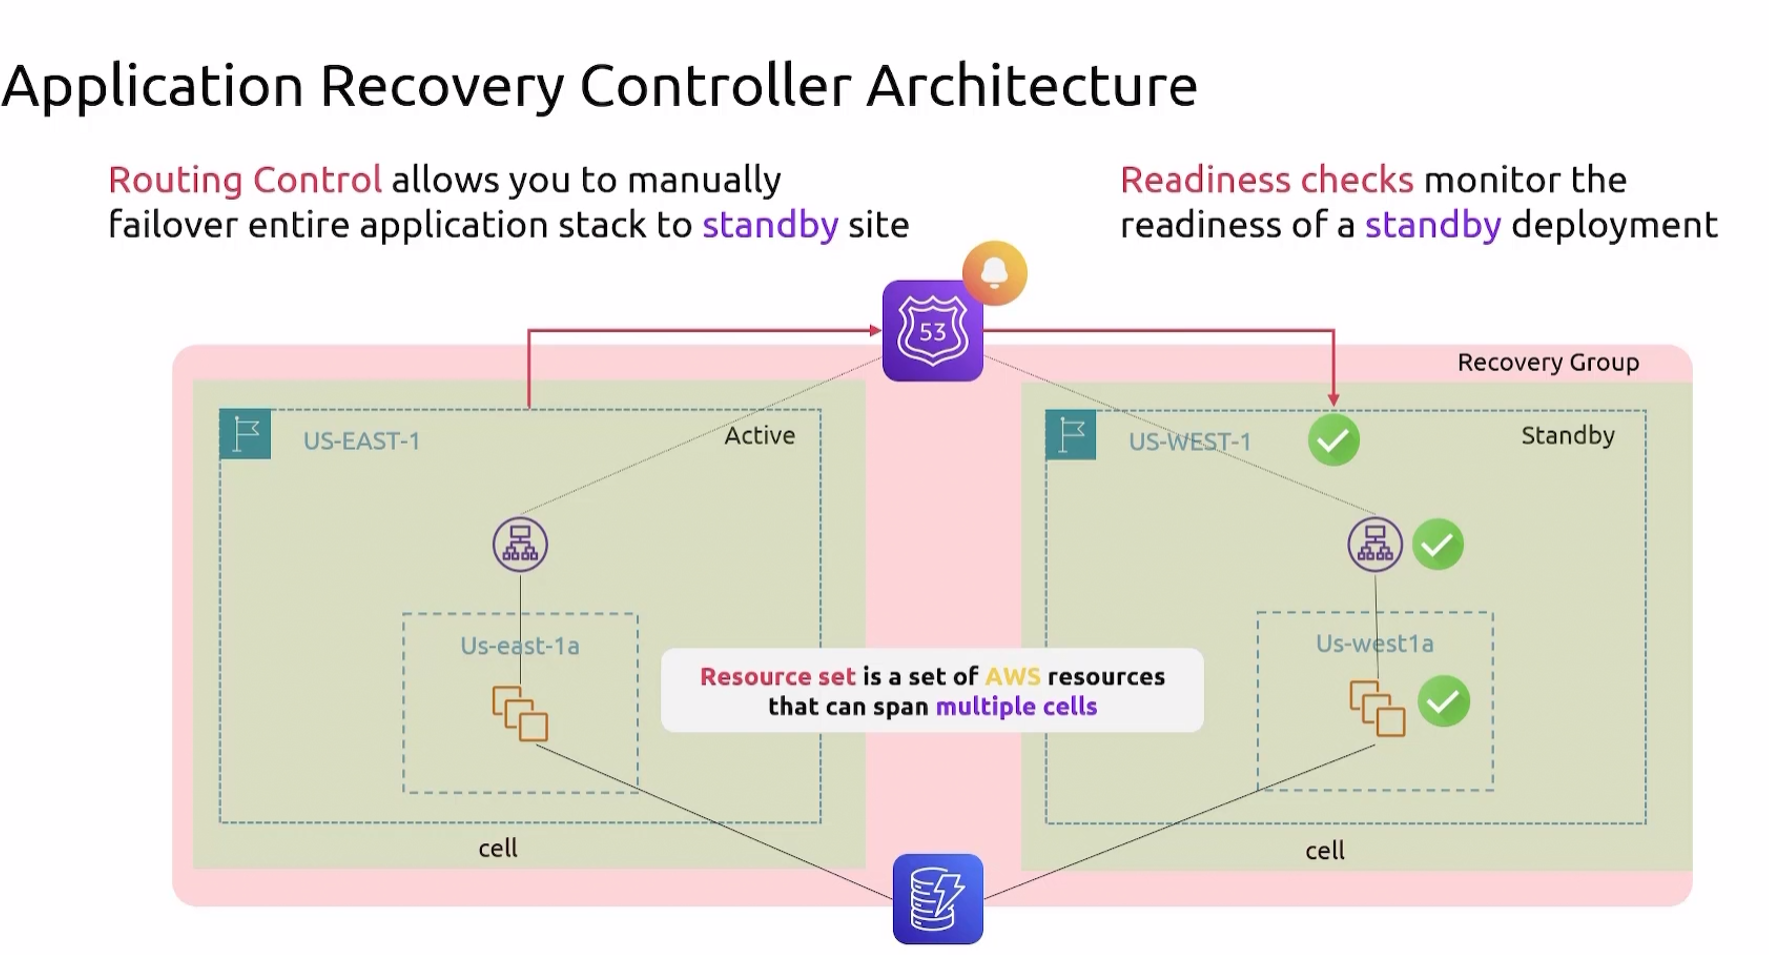 Application Recovery Controller Architecture
Routing Control allows you to manually
failover entire application stack to standby site
Readiness checks monitor the
readiness of a standby deployment
53
Recovery Group
US-EAST-1
Active
US-WEST-1
Standby
Us-east-1a
Us-west1a
Resource set is a set of AWS resources
that can span multiple cells
cell
cell